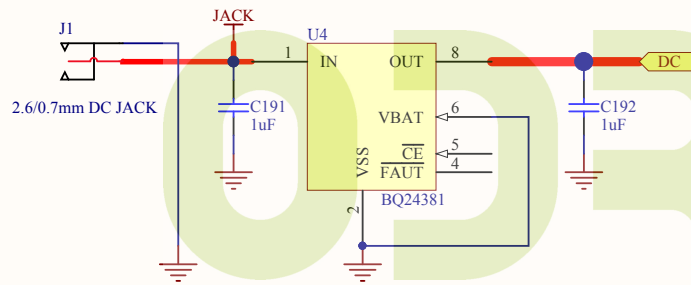 JACK
J1
U4
1
IN
OUT
8
DC
2.6/0.7mm DC JACK
C191
1uF
VBAT
6
C192
1uF
CE
5
FAUT
4
VSS
2
BQ24381